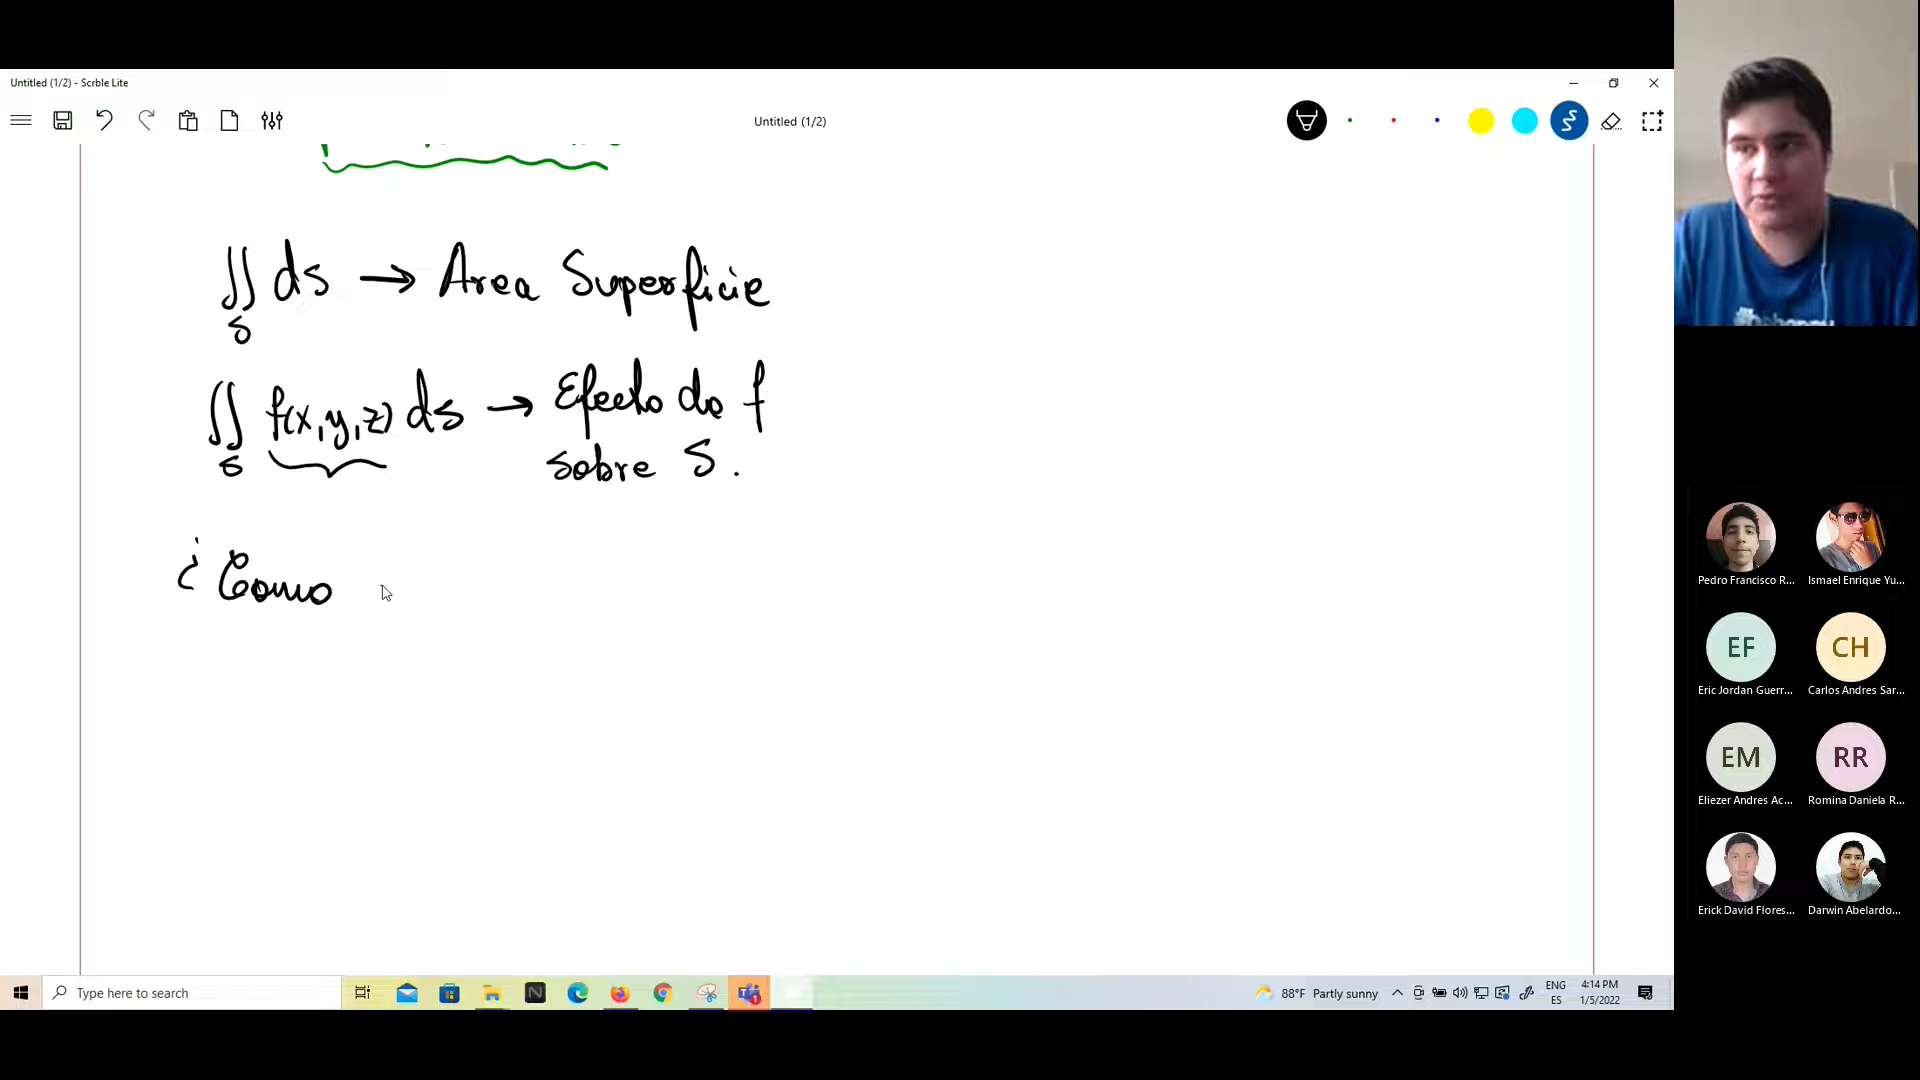 Untitled (1/2) - Scrble Lite
Untitled (1/2)
∬ ds → Area Superficie
S
∬ f(x,y,z) ds → Efecto de f
S
sobre S.
¿Como
Pedro Francisco R...
Ismael Enrique Yu...
EF
CH
Eric Jordan Guerr...
Carlos Andres Sar...
EM
RR
Eliezer Andres Ac...
Romina Daniela R...
Erick David Flores...
Darwin Abelardo...
Type here to search
88°F Partly sunny
ENG
ES
4:14 PM
1/5/2022